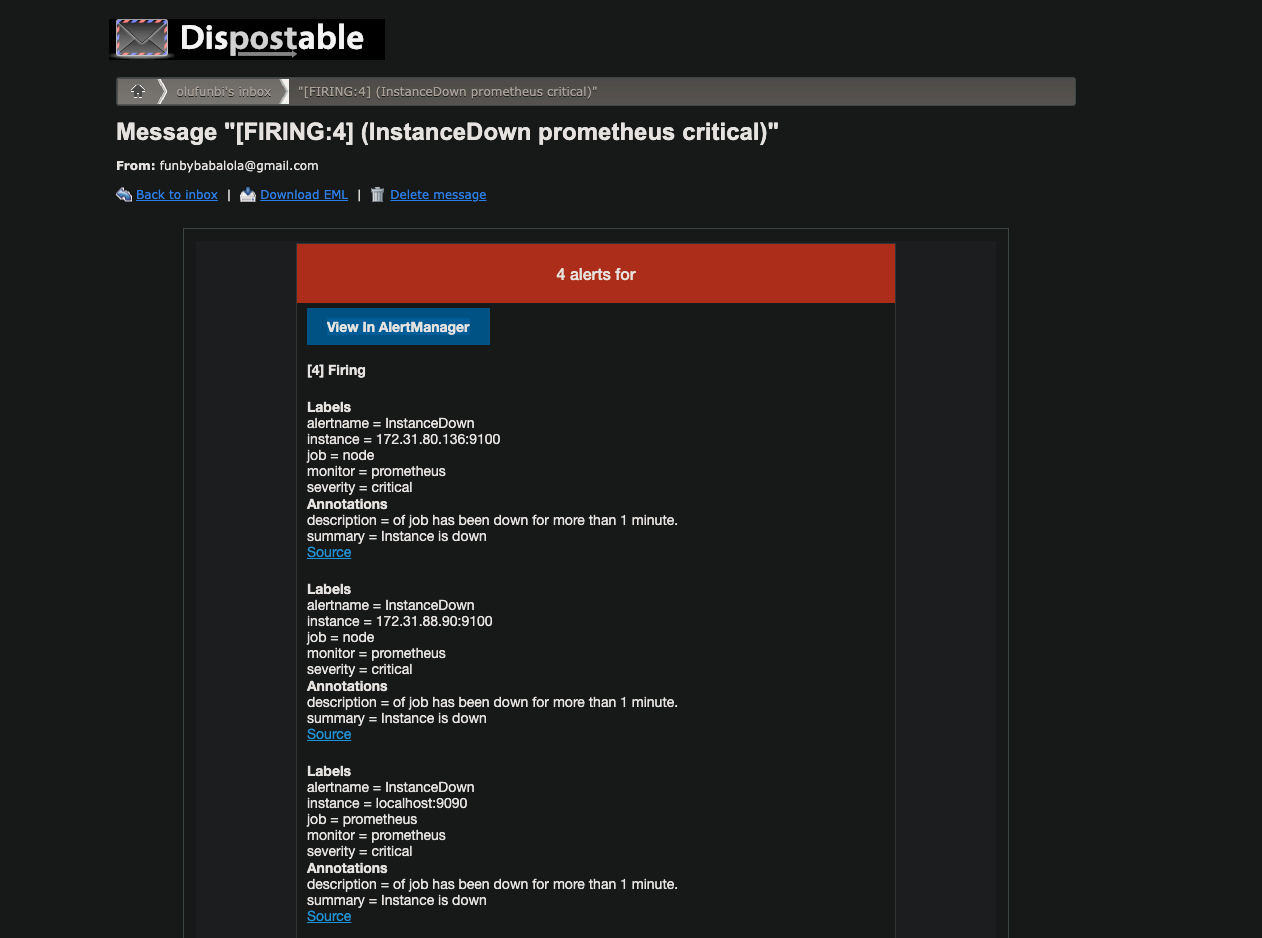 Dispostable
olufunbi's inbox "[FIRING:4] (InstanceDown prometheus critical)"
Message "[FIRING:4] (InstanceDown prometheus critical)"
From: funbybabalola@gmail.com
Back to inbox | Download EML | Delete message
4 alerts for
View In AlertManager
[4] Firing
Labels
alertname = InstanceDown
instance = 172.31.80.136:9100
job = node
monitor = prometheus
severity = critical
Annotations
description = of job has been down for more than 1 minute.
summary = Instance is down
Source
Labels
alertname = InstanceDown
instance = 172.31.88.90:9100
job = node
monitor = prometheus
severity = critical
Annotations
description = of job has been down for more than 1 minute.
summary = Instance is down
Source
Labels
alertname = InstanceDown
instance = localhost:9090
job = prometheus
monitor = prometheus
severity = critical
Annotations
description = of job has been down for more than 1 minute.
summary = Instance is down
Source